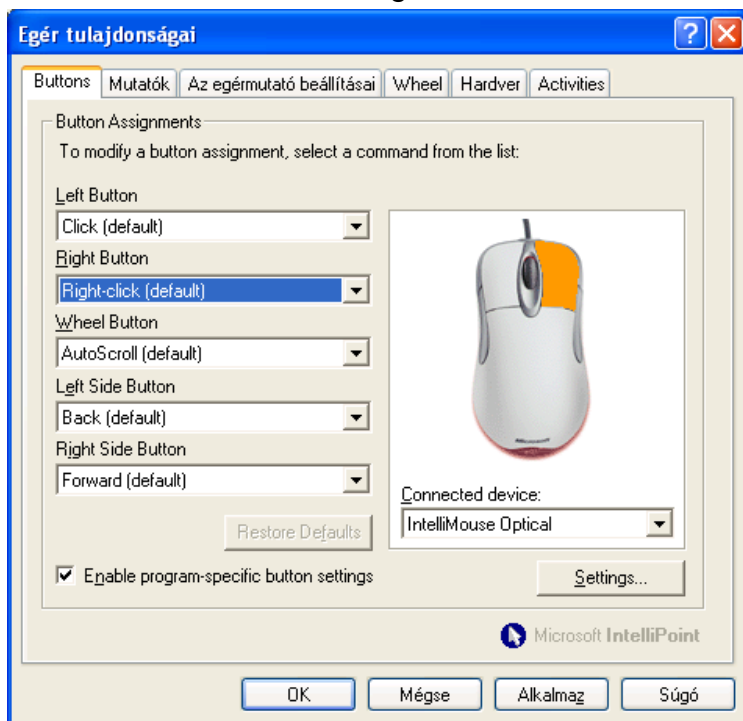 Egér tulajdonságai
Buttons Mutatók Az egérmutató beállításai Wheel Hardver Activities
Button Assignments
To modify a button assignment, select a command from the list:
Left Button
Click (default)
Right Button
Right-click (default)
Wheel Button
AutoScroll (default)
Left Side Button
Back (default)
Right Side Button
Forward (default)
Connected device:
IntelliMouse Optical
Restore Defaults
Enable program-specific button settings
Settings...
Microsoft IntelliPoint
OK Mégse Alkalmaz Súgó